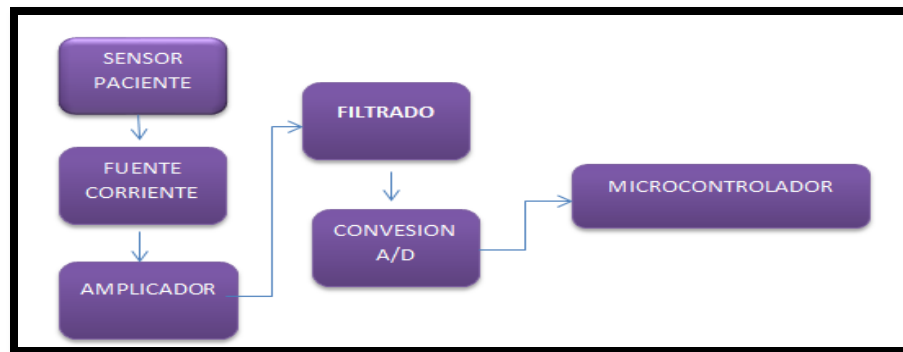 SENSOR
PACIENTE
FUENTE
CORRIENTE
AMPLICADOR
FILTRADO
CONVESION
A/D
MICROCONTROLADOR